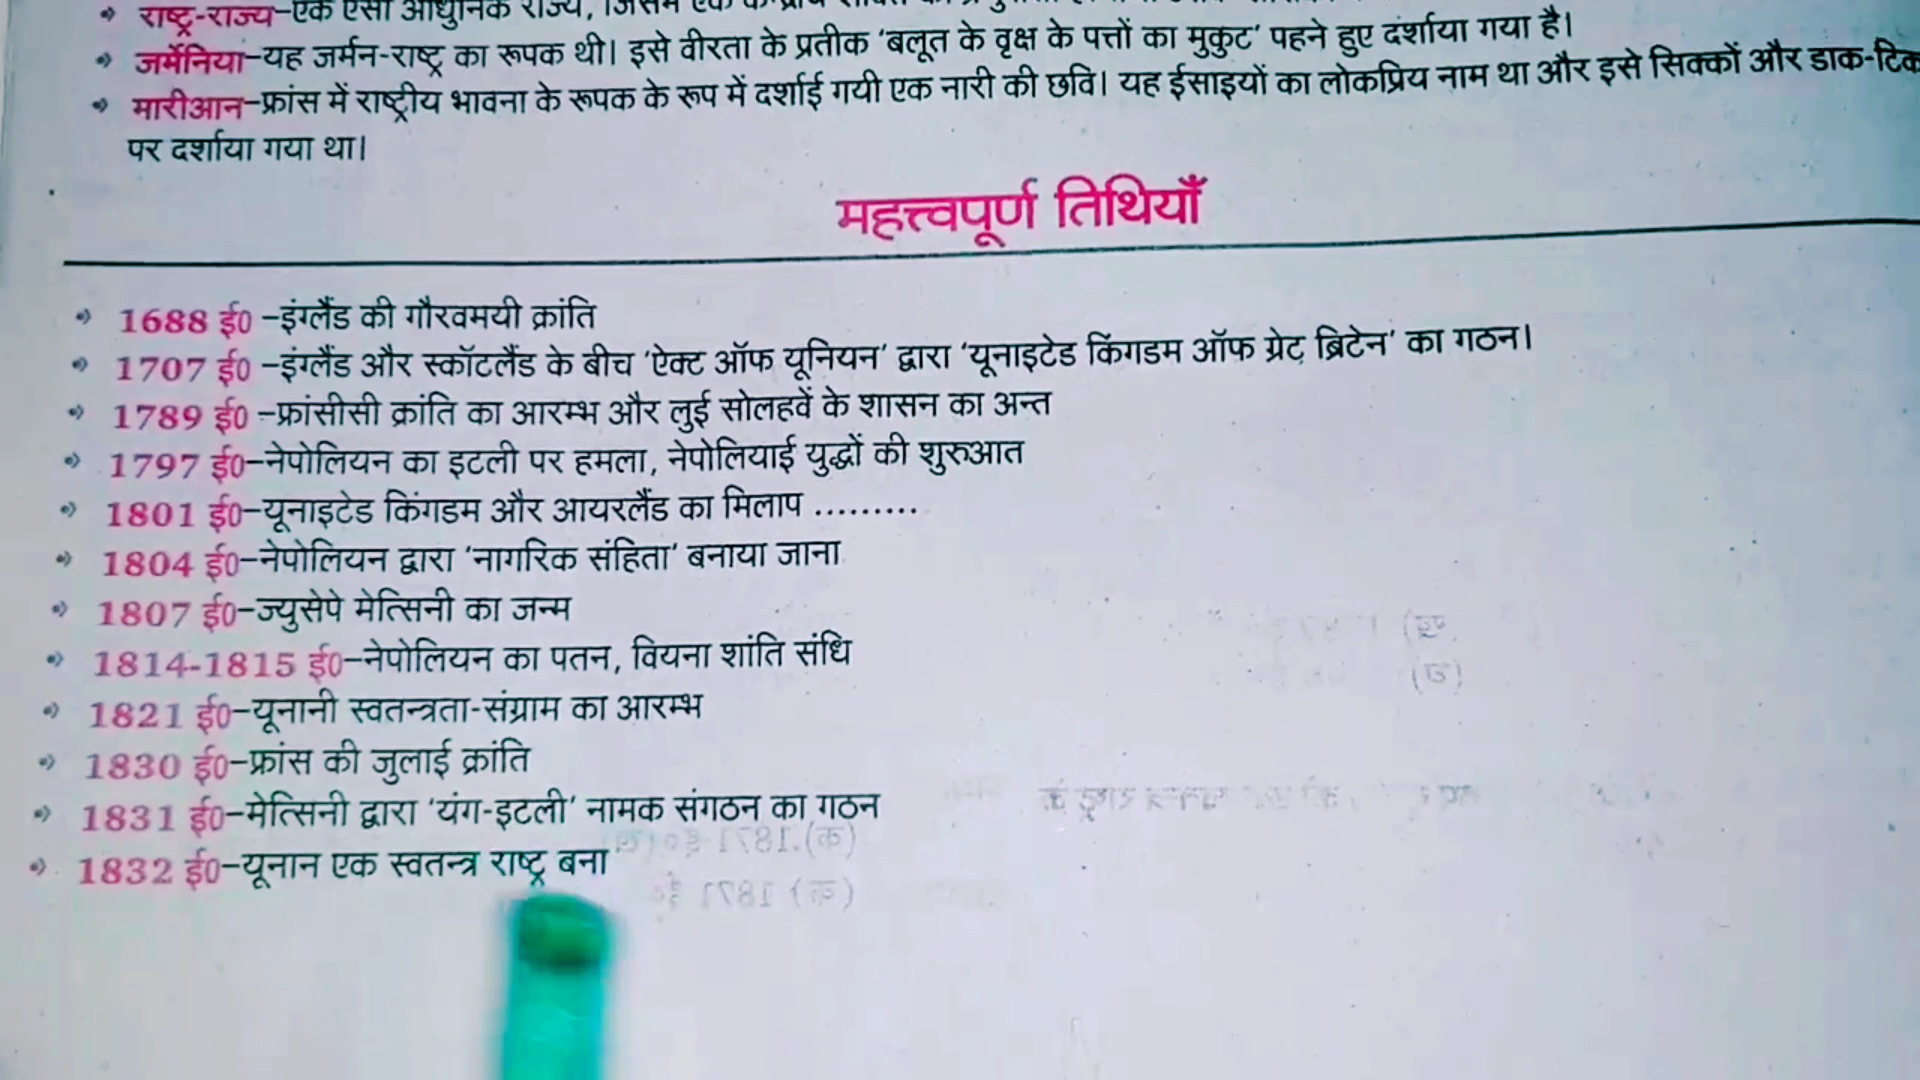 राष्ट्र-राज्य-एक ऐसा आधुनिक राज्य, जिसमें एक
जर्मेनिया-यह जर्मन-राष्ट्र का रूपक थी। इसे वीरता के प्रतीक 'बलूत के वृक्ष के पत्तों का मुकुट' पहने हुए दर्शाया गया है।
मारीआन-फ्रांस में राष्ट्रीय भावना के रूपक के रूप में दर्शाई गयी एक नारी की छवि। यह ईसाइयों का लोकप्रिय नाम था और इसे सिक्कों और डाक-टिक
पर दर्शाया गया था।
महत्त्वपूर्ण तिथियाँ
1688 ई0 -इंग्लैंड की गौरवमयी क्रांति
1707 ई0 -इंग्लैंड और स्कॉटलैंड के बीच 'ऐक्ट ऑफ यूनियन' द्वारा 'यूनाइटेड किंगडम ऑफ ग्रेट ब्रिटेन' का गठन।
1789 ई0 -फ्रांसीसी क्रांति का आरम्भ और लुई सोलहवें के शासन का अन्त
1797 ई0-नेपोलियन का इटली पर हमला, नेपोलियाई युद्धों की शुरुआत
1801 ई0-यूनाइटेड किंगडम और आयरलैंड का मिलाप .........
1804 ई0-नेपोलियन द्वारा 'नागरिक संहिता' बनाया जाना
1807 ई0-ज्युसेपे मेत्सिनी का जन्म
1814-1815 ई0-नेपोलियन का पतन, वियना शांति संधि
1821 ई0-यूनानी स्वतन्त्रता-संग्राम का आरम्भ
1830 ई0-फ्रांस की जुलाई क्रांति
1831 ई0-मेत्सिनी द्वारा 'यंग-इटली' नामक संगठन का गठन
1832 ई0-यूनान एक स्वतन्त्र राष्ट्र बना